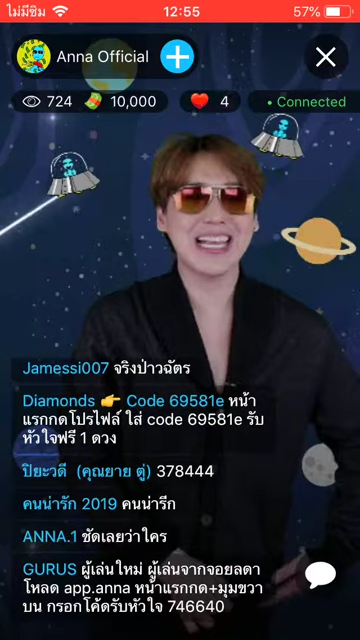 ไม่มีซิม 12:55 57%
Anna Official
724 10,000 4 • Connected
Jamessi007 จริงป่าวฉัตร
Diamonds 👉 Code 69581e หน้า
แรกกดโปรไฟล์ ใส่ code 69581e รับ
หัวใจฟรี 1 ดวง
ปิยะวดี (คุณยาย ตู่) 378444
คนน่ารัก 2019 คนน่ารีก
ANNA.1 ชัดเลยว่าใคร
GURUS ผู้เล่นใหม่ ผู้เล่นจากจอยลดา
โหลด app.anna หน้าแรกกด+มุมขวา
บน กรอกโค้ดรับหัวใจ 746640